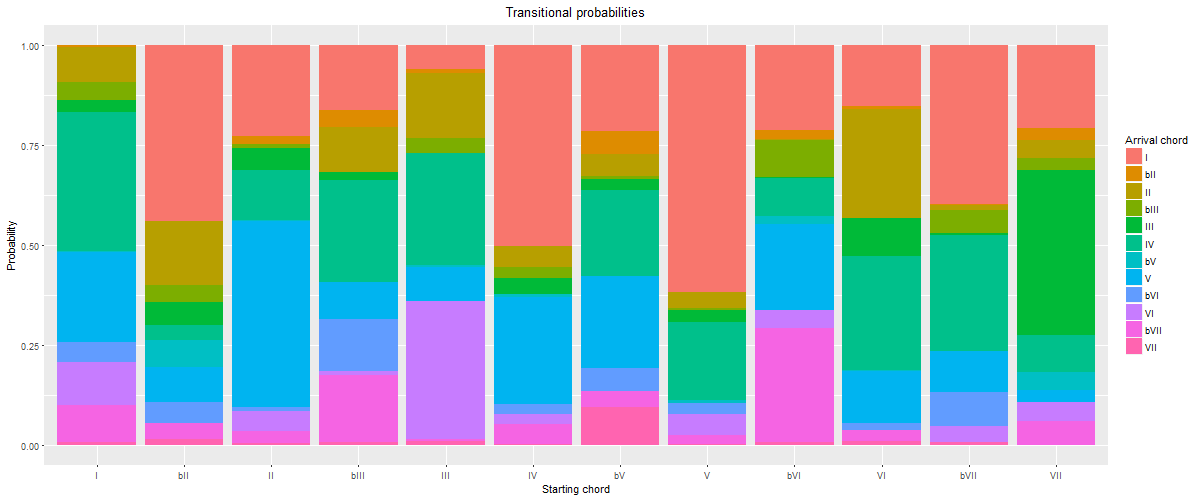 Transitional probabilities
Probability
1.00
0.75
0.50
0.25
0.00
I bII II bIII III IV bV V bVI VI bVII VII
Starting chord
Arrival chord
I
bII
II
bIII
III
IV
bV
V
bVI
VI
bVII
VII